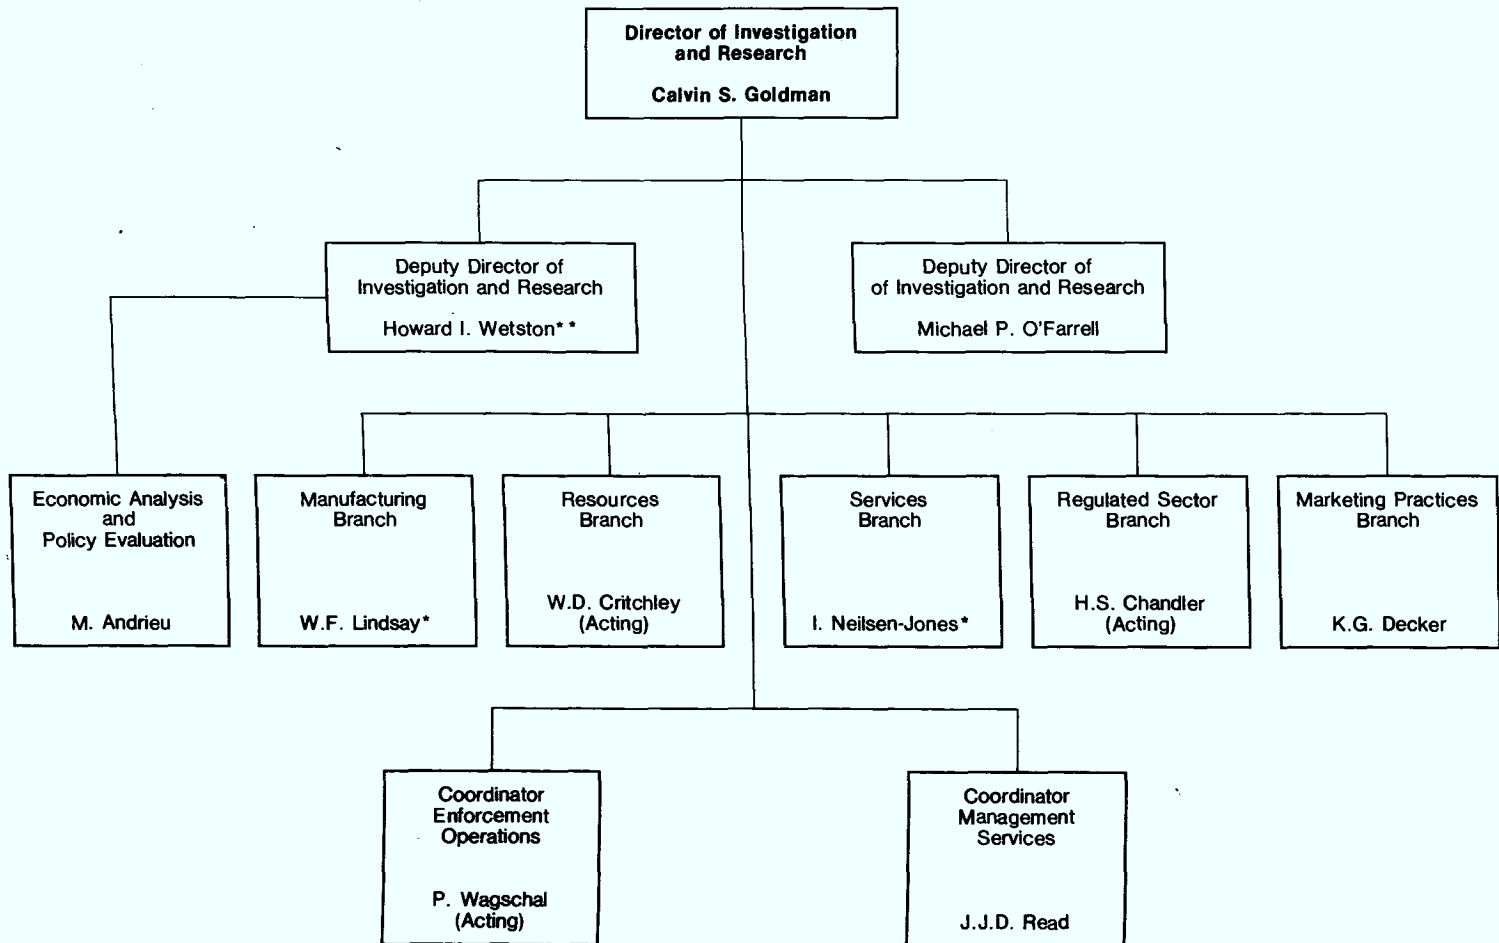 Director of Investigation
and Research
Calvin S. Goldman
Deputy Director of
Investigation and Research
Howard I. Wetston**
Deputy Director of
of Investigation and Research
Michael P. O'Farrell
Economic Analysis
and
Policy Evaluation
M. Andrieu
Manufacturing
Branch
W.F. Lindsay*
Resources
Branch
W.D. Critchley
(Acting)
Services
Branch
I. Neilsen-Jones*
Regulated Sector
Branch
H.S. Chandler
(Acting)
Marketing Practices
Branch
K.G. Decker
Coordinator
Enforcement
Operations
P. Wagschal
(Acting)
Coordinator
Management
Services
J.J.D. Read